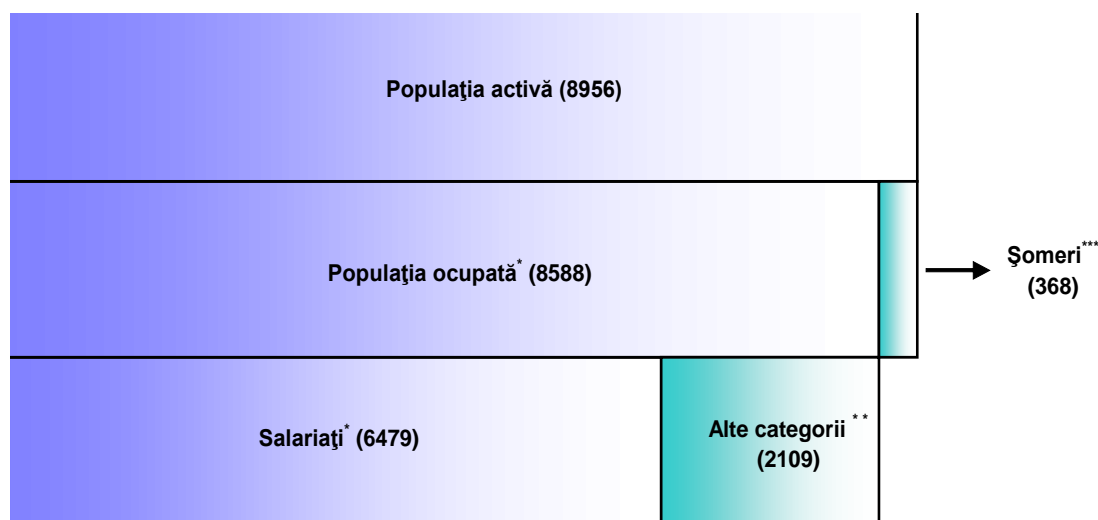 Populaţia activă (8956)
Populaţia ocupată* (8588)
Şomeri***
(368)
Salariaţi* (6479)
Alte categorii **
(2109)